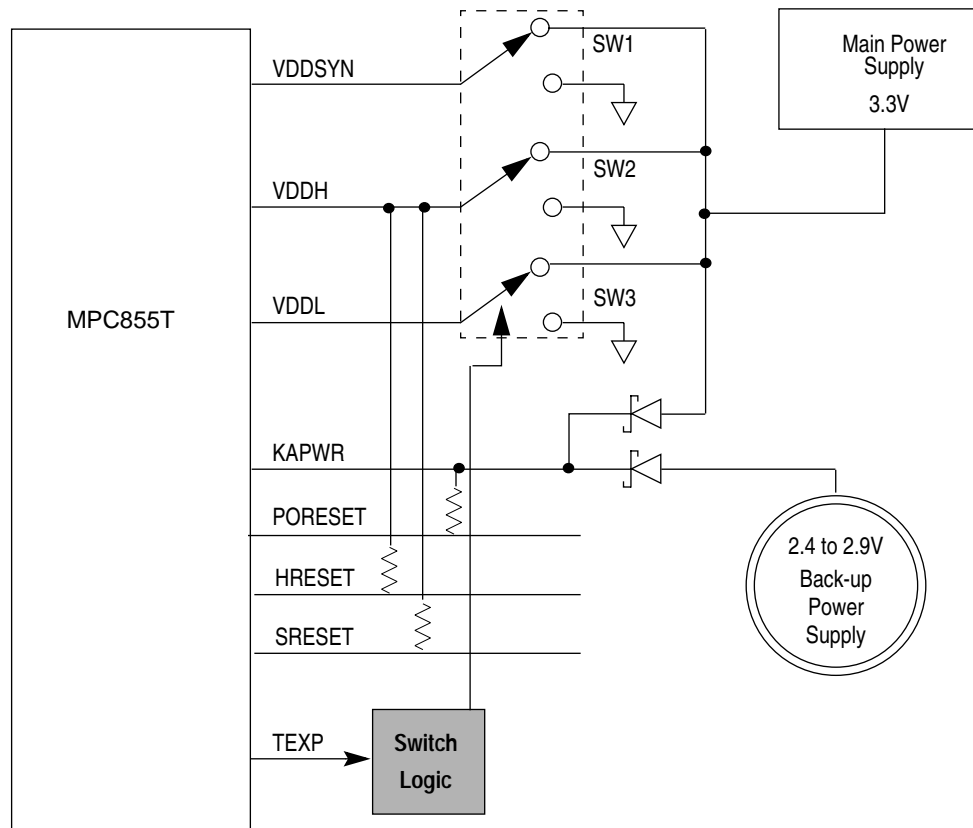 SW1
Main Power
Supply
3.3V
VDDSYN
SW2
VDDH
SW3
VDDL
MPC855T
KAPWR
PORESET
2.4 to 2.9V
Back-up
Power
Supply
HRESET
SRESET
TEXP
Switch
Logic